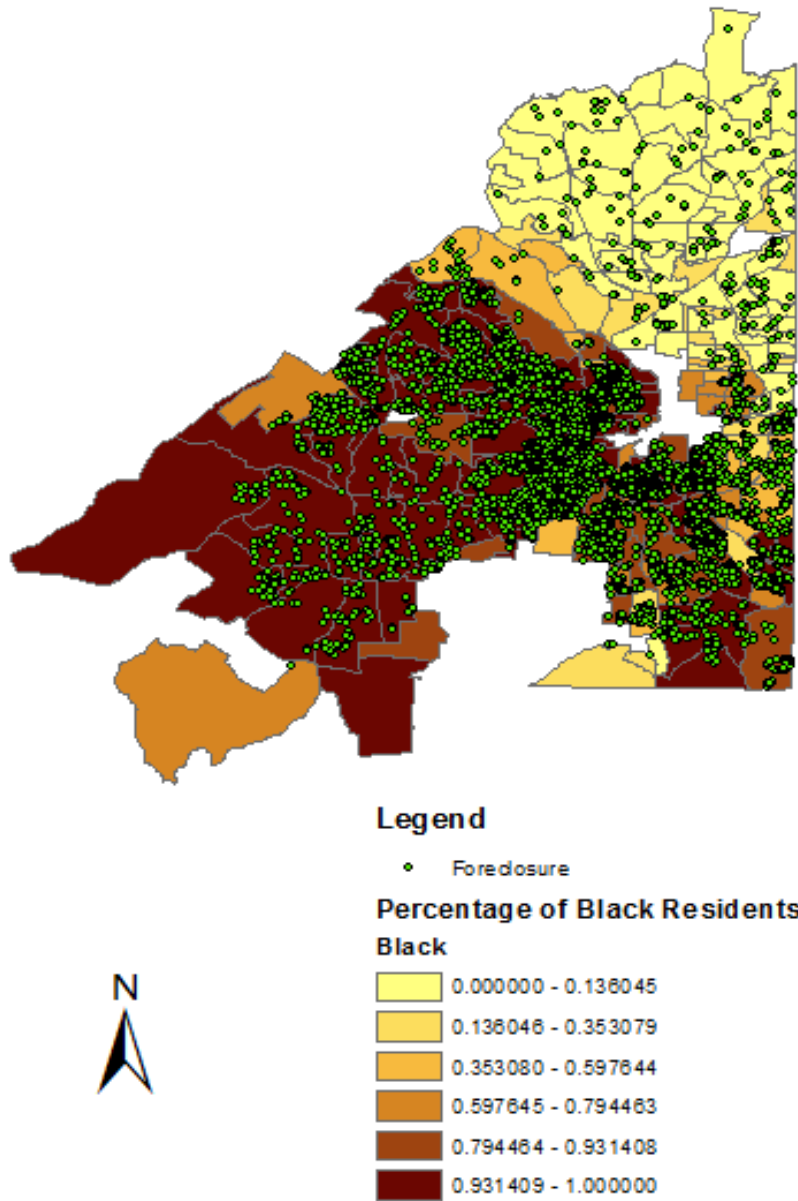 Legend
Foreclosure
Percentage of Black Residents
Black
N
0.000000 - 0.136045
0.136046 - 0.353079
0.353080 - 0.597644
0.597645 - 0.794463
0.794464 - 0.931408
0.931409 - 1.000000